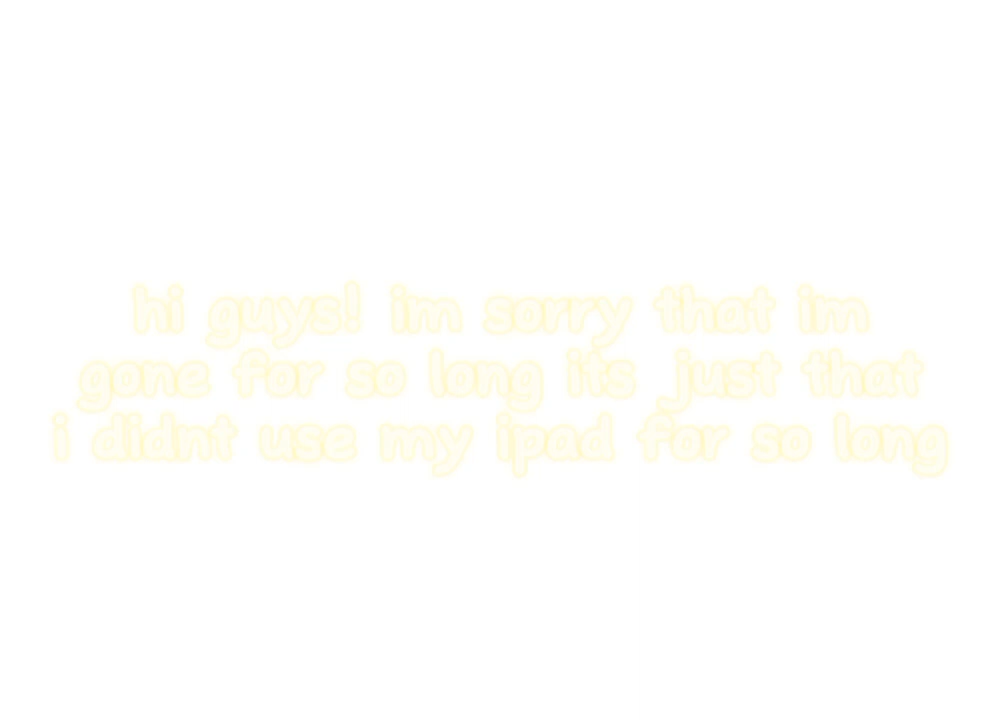 hi guys! im sorry that im
gone for so long its just that
i didnt use my ipad for so long